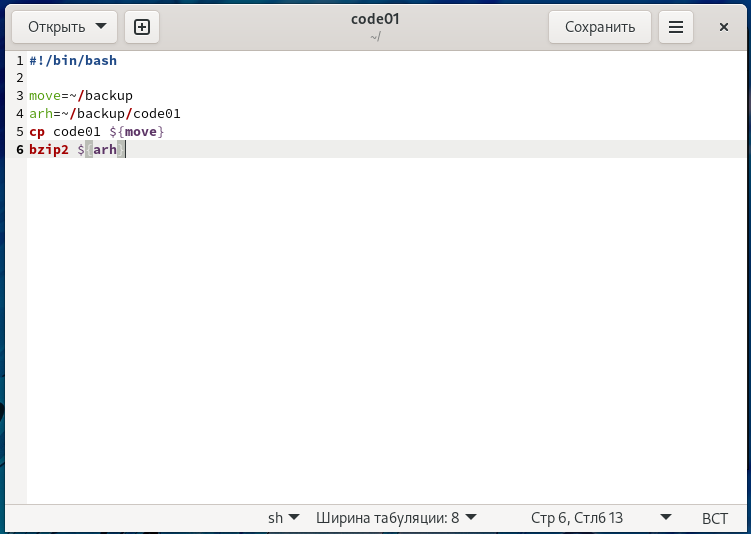 Открыть
code01
~/
Сохранить
1 #!/bin/bash
2
3 move=~/backup
4 arh=~/backup/code01
5 cp code01 ${move}
6 bzip2 ${arh}
sh Ширина табуляции: 8 Стр 6, Стлб 13 ВСТ